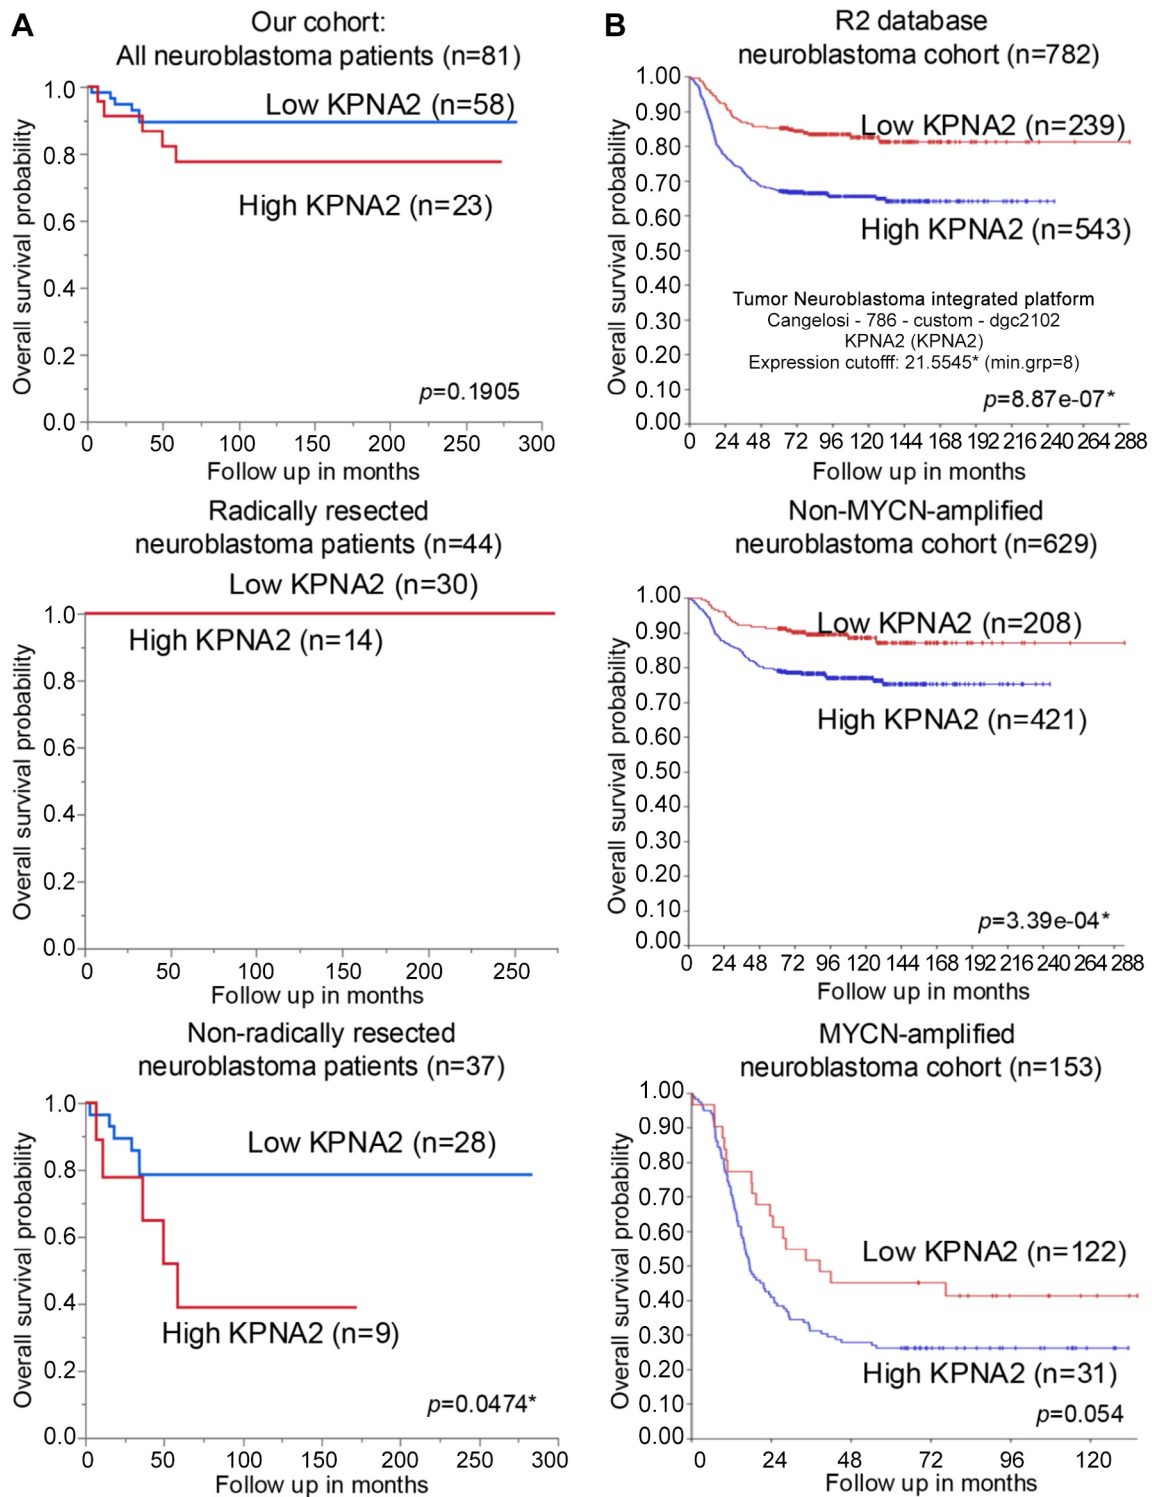 A
Our cohort:
All neuroblastoma patients (n=81)
Overall survival probability
1.0
0.8
0.6
0.4
0.2
0.0
Low KPNA2 (n=58)
High KPNA2 (n=23)
p=0.1905
0 50 100 150 200 250 300
Follow up in months
Radically resected
neuroblastoma patients (n=44)
Low KPNA2 (n=30)
High KPNA2 (n=14)
Overall survival probability
1.0
0.8
0.6
0.4
0.2
0.0
0 50 100 150 200 250
Follow up in months
Non-radically resected
neuroblastoma patients (n=37)
Overall survival probability
1.0
0.8
0.6
0.4
0.2
0.0
Low KPNA2 (n=28)
High KPNA2 (n=9)
p=0.0474*
0 50 100 150 200 250 300
Follow up in months
B
R2 database
neuroblastoma cohort (n=782)
Overall survival probability
1.00
0.90
0.80
0.70
0.60
0.50
0.40
0.30
0.20
0.10
0.00
Low KPNA2 (n=239)
High KPNA2 (n=543)
Tumor Neuroblastoma integrated platform
Cangelosi - 786 - custom - dgc2102
KPNA2 (KPNA2)
Expression cutofff: 21.5545* (min.grp=8)
p=8.87e-07*
0 24 48 72 96 120 144 168 192 216 240 264 288
Follow up in months
Non-MYCN-amplified
neuroblastoma cohort (n=629)
Overall survival probability
1.00
0.90
0.80
0.70
0.60
0.50
0.40
0.30
0.20
0.10
0.00
Low KPNA2 (n=208)
High KPNA2 (n=421)
p=3.39e-04*
0 24 48 72 96 120 144 168 192 216 240 264 288
Follow up in months
MYCN-amplified
neuroblastoma cohort (n=153)
Overall survival probability
1.00
0.90
0.80
0.70
0.60
0.50
0.40
0.30
0.20
0.10
0.00
Low KPNA2 (n=122)
High KPNA2 (n=31)
p=0.054
0 24 48 72 96 120
Follow up in months